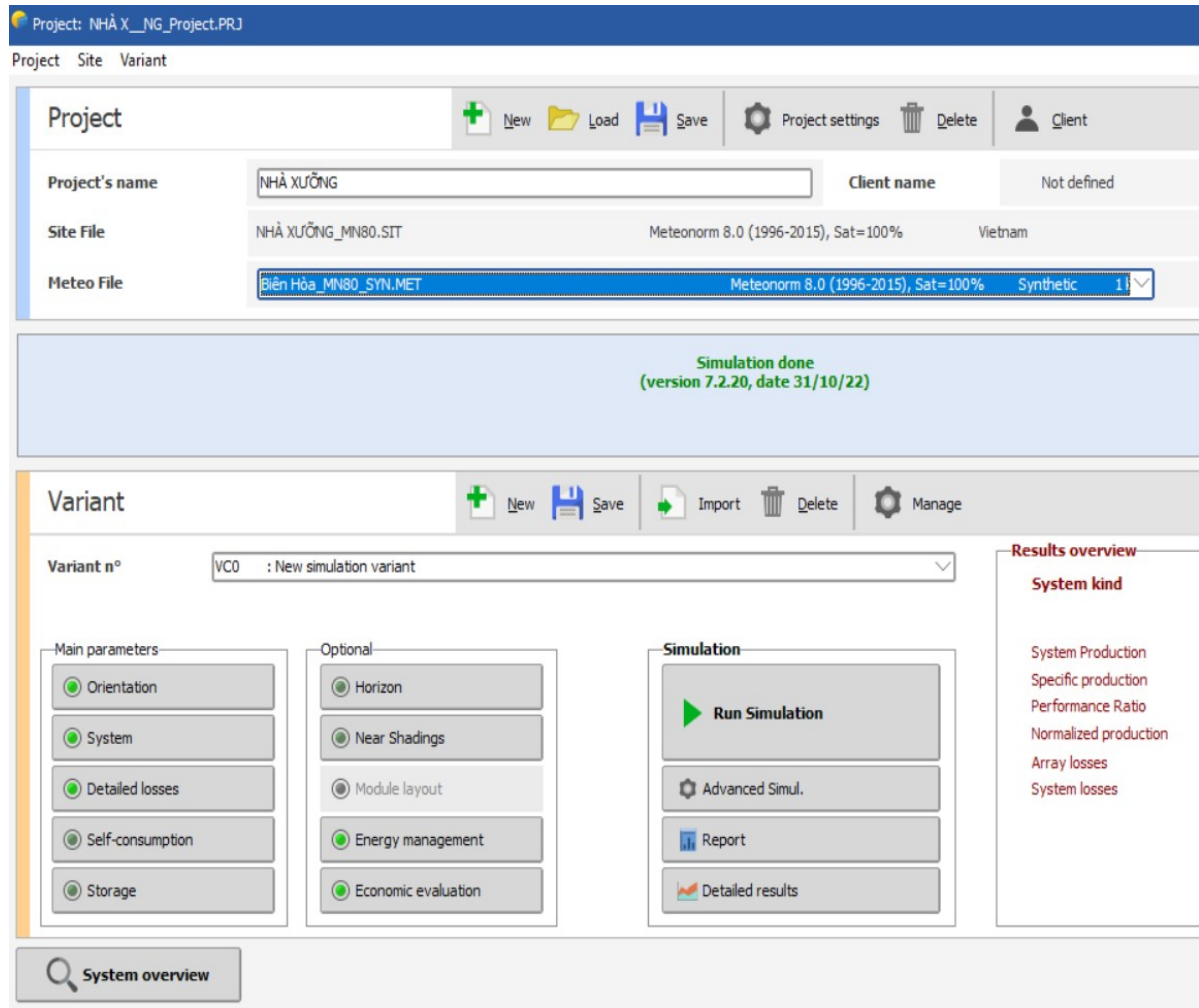 Project: NHÀ X__NG_Project.PRJ
Project Site Variant
Project
New Load Save Project settings Delete Client
Project's name NHÀ XƯỞNG Client name Not defined
Site File NHÀ XƯỞNG_MN80.SIT Meteonorm 8.0 (1996-2015), Sat=100% Vietnam
Meteo File Biên Hòa_MN80_SYN.MET Meteonorm 8.0 (1996-2015), Sat=100% Synthetic 1
Simulation done
(version 7.2.20, date 31/10/22)
Variant
New Save Import Delete Manage
Variant n° VC0 : New simulation variant
Results overview
System kind
Main parameters Optional Simulation
System Production
Orientation Horizon Run Simulation
Specific production
Performance Ratio
System Near Shadings
Normalized production
Array losses
Detailed losses Module layout Advanced Simul. System losses
Self-consumption Energy management Report
Storage Economic evaluation Detailed results
System overview